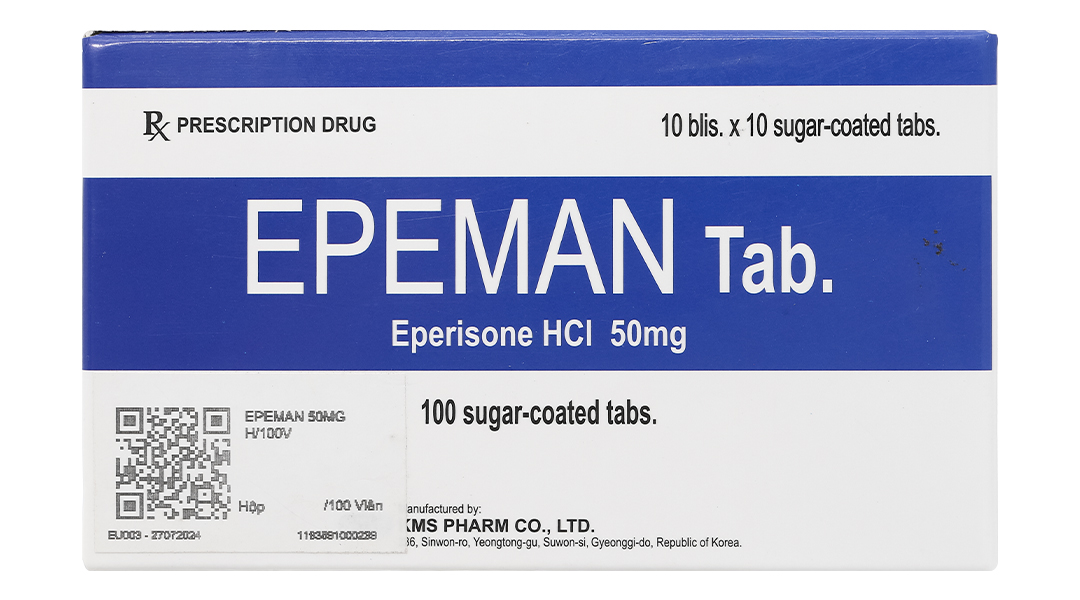 Rx PRESCRIPTION DRUG
10 blis. x 10 sugar-coated tabs.
EPEMAN Tab.
Eperisone HCl 50mg
100 sugar-coated tabs.
EPEMAN 50MG
H/100V
Hộp /100 Viên
EU003 - 27072024
anufactured by:
KMS PHARM CO., LTD.
Sinwon-ro, Yeongtong-gu, Suwon-si, Gyeonggi-do, Republic of Korea.